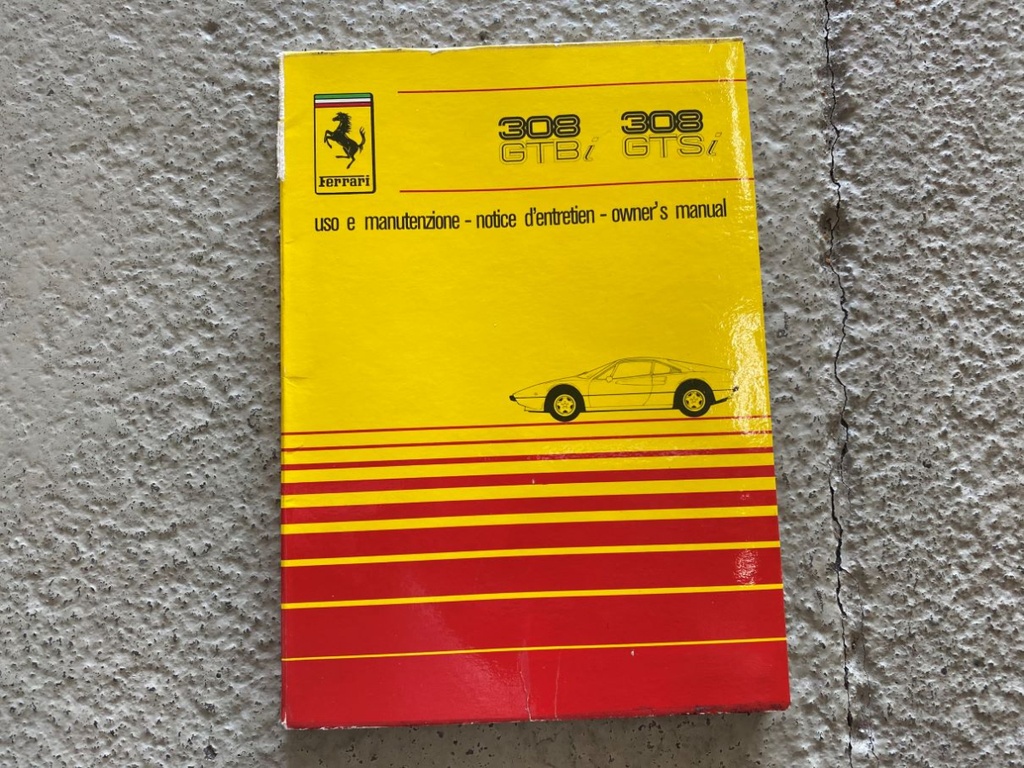 Ferrari
308 308
GTBi GTSi
uso e manutenzione - notice d'entretien - owner's manual